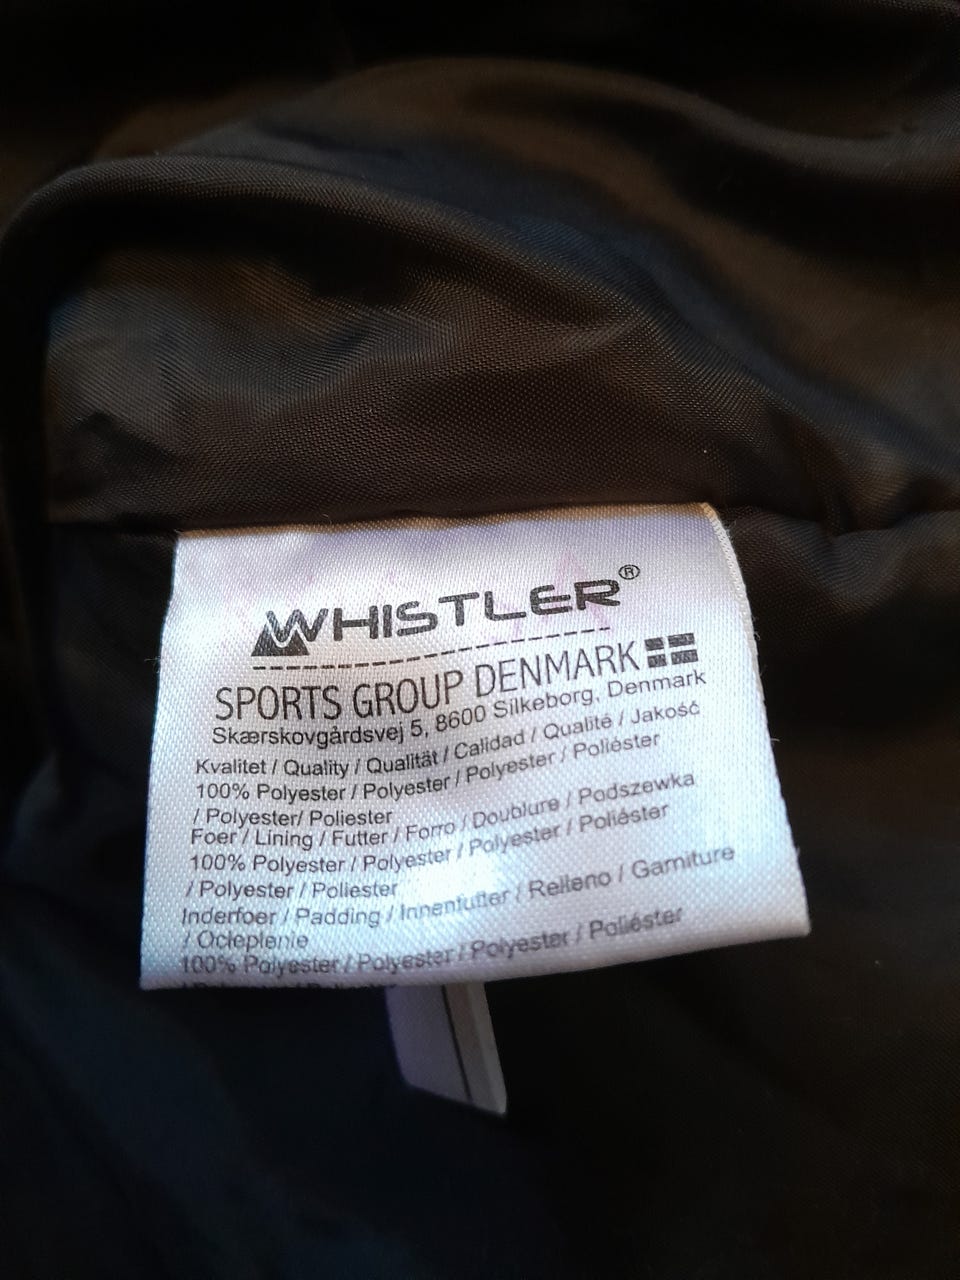 WHISTLER®
SPORTS GROUP DENMARK
Skærskovgårdsvej 5, 8600 Silkeborg, Denmark
Kvalitet / Quality / Qualität / Calidad / Qualité / Jakość
100% Polyester / Polyester / Polyester / Poliéster
/ Polyester/ Poliester
Foer / Lining / Futter / Forro / Doublure / Podszewka
100% Polyester / Polyester / Polyester / Poliéster
/ Polyester / Poliester
Inderfoer / Padding / Innenfutter / Relleno / Garniture
/ Ocieplenie
100% Polyester / Polyester / Polyester / Poliéster